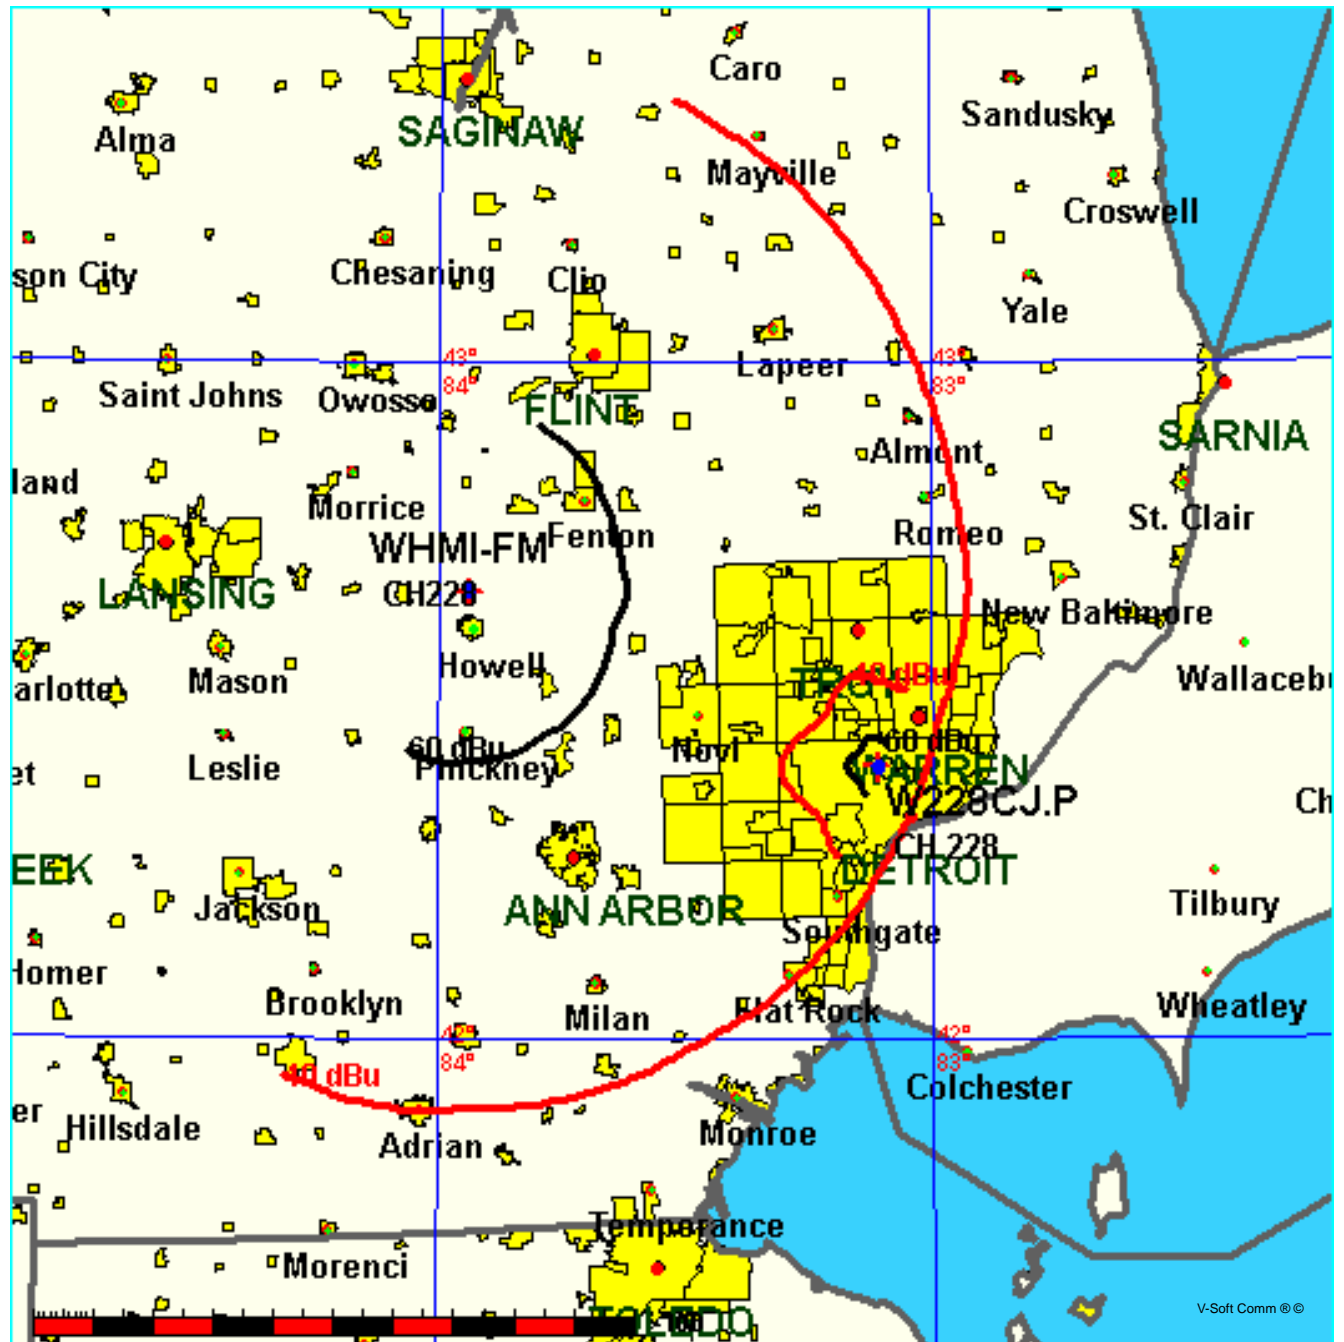 Caro
Sandusky
Alma
SAGINAW
Mayville
Croswell
son City
Chesaning
Clio
Yale
Lapeer
43°
84°
43°
83°
Saint Johns
Owosso
FLINT
SARNIA
Almont
land
Morrice
Romeo
St. Clair
WHMI-FM
Fenton
CH228
LANSING
New Baltimore
Howell
Mason
arlotte
40 dBu
Wallaceb
60 dBu
60 dBu
Novi
Leslie
Pinckney
WARREN
et
W228CJ.P
Ch
CH 228
EEK
DETROIT
Jackson
ANN ARBOR
Tilbury
Southgate
Homer
Brooklyn
Milan
Flat Rock
Wheatley
42°
84°
42°
83°
40 dBu
Colchester
er
Hillsdale
Adrian
Monroe
Temporance
Morenci
V-Soft Comm ® ©
TOLEDO